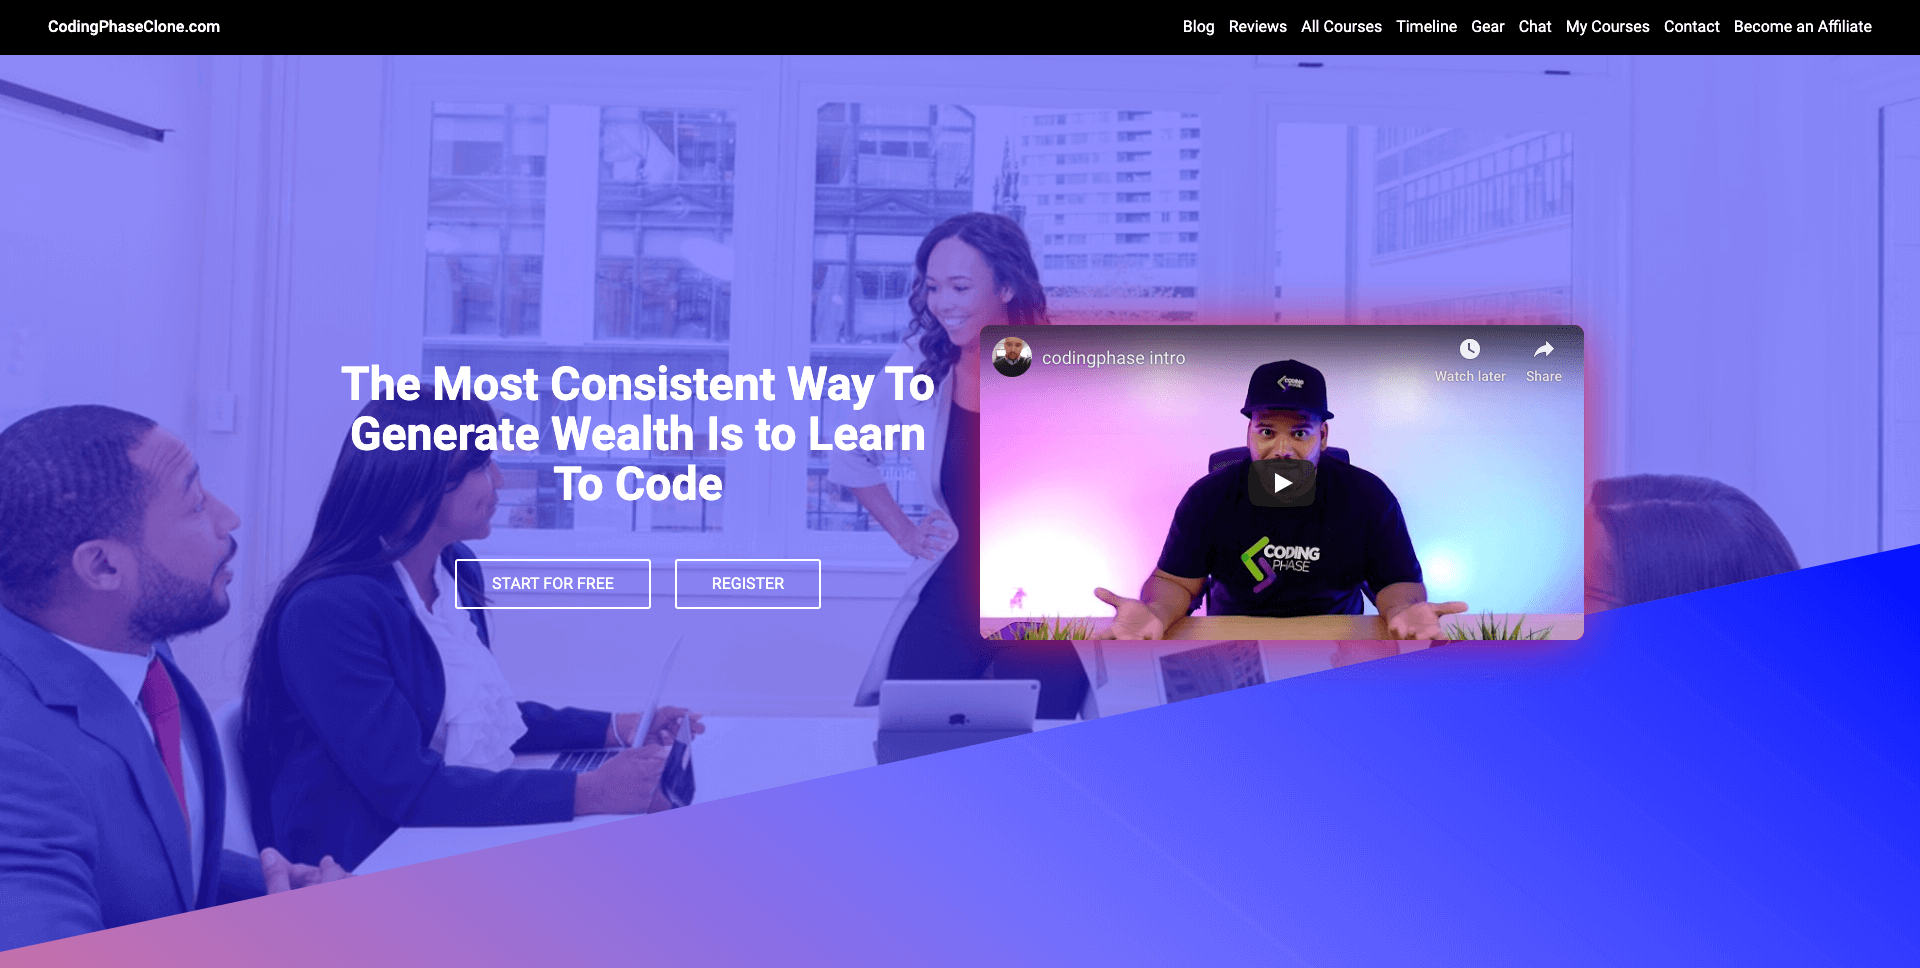 CodingPhaseClone.com
Blog Reviews All Courses Timeline Gear Chat My Courses Contact Become an Affiliate
codingphase intro
Watch later Share
CODING
PHASE
The Most Consistent Way To
Generate Wealth Is to Learn
To Code
CODING
PHASE
START FOR FREE REGISTER